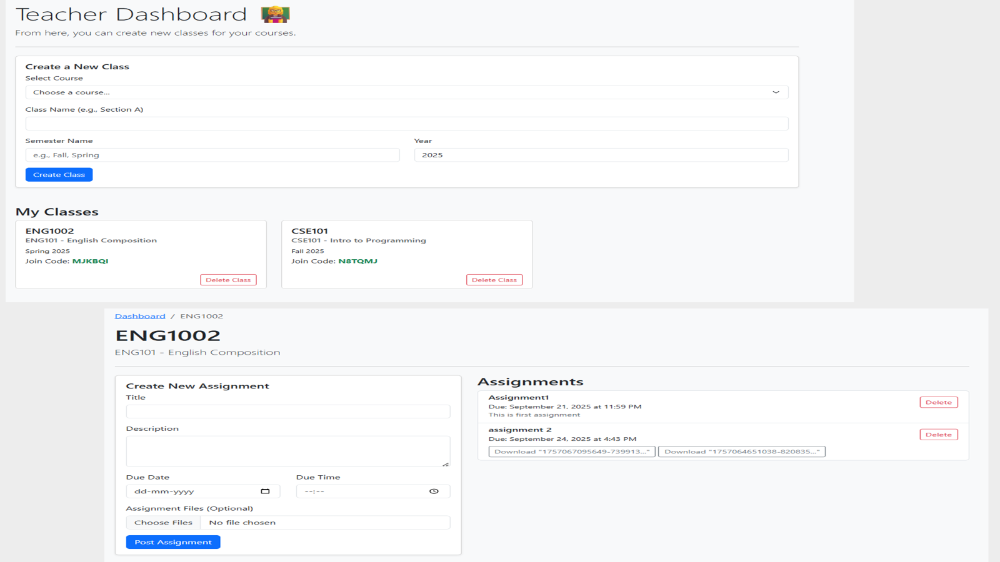 Teacher Dashboard
From here, you can create new classes for your courses.
Create a New Class
Select Course
Choose a course...
Class Name (e.g., Section A)
Semester Name
Year
e.g., Fall, Spring
2025
Create Class
My Classes
ENG1002
ENG101 - English Composition
Spring 2025
Join Code: MJKBQI
Delete Class
CSE101
CSE101 - Intro to Programming
Fall 2025
Join Code: N8TQMJ
Delete Class
Dashboard / ENG1002
ENG1002
ENG101 - English Composition
Create New Assignment
Title
Description
Due Date
Due Time
dd-mm-yyyy
--:--
Assignment Files (Optional)
Choose Files No file chosen
Post Assignment
Assignments
Assignment1
Due: September 21, 2025 at 11:59 PM
This is first assignment
Delete
assignment 2
Due: September 24, 2025 at 4:43 PM
Delete
Download "1757067095649-739913..."
Download "1757064651038-820835..."